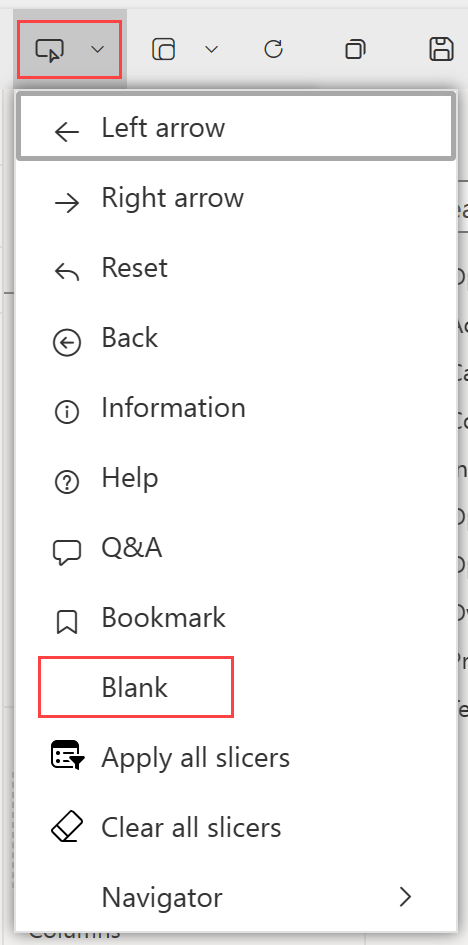 Left arrow
Right arrow
Reset
Back
Information
Help
Q&A
Bookmark
Blank
Apply all slicers
Clear all slicers
Navigator
Columns